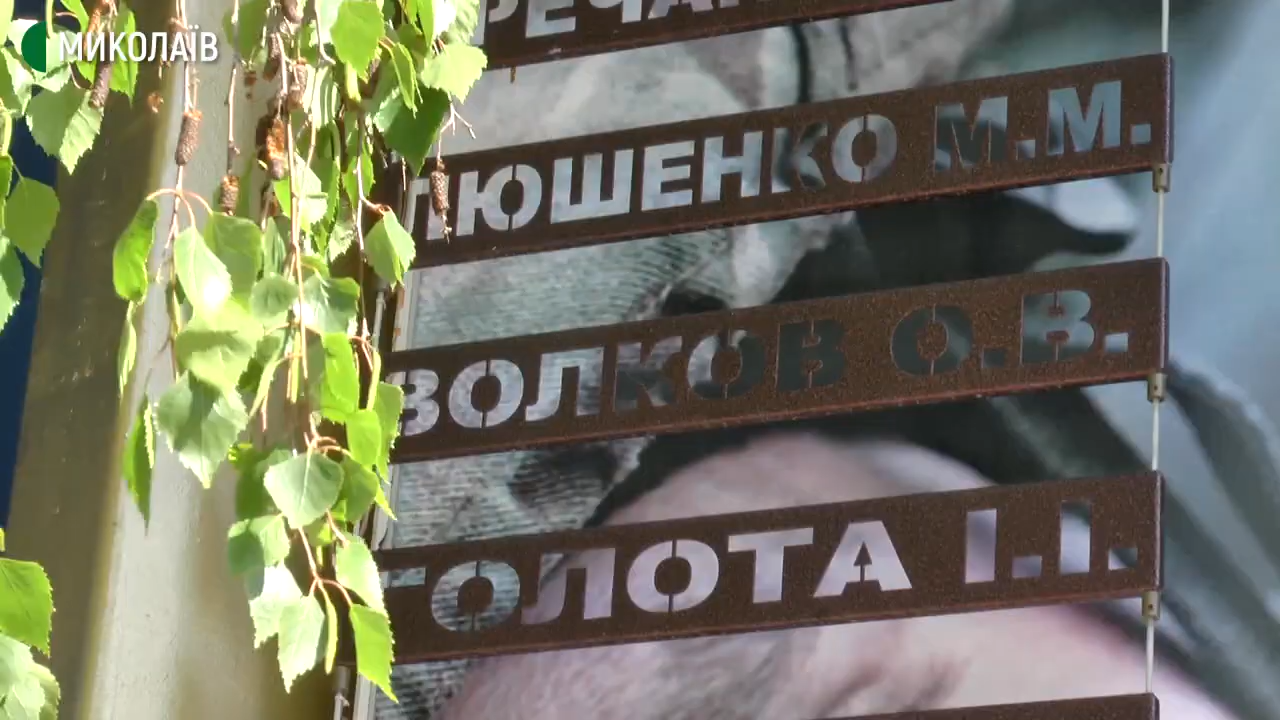 МИКОЛАЇВ
ЛЮШЕНКО М.М.
ВОЛКОВ О.В.
ГОЛОТА І.І.